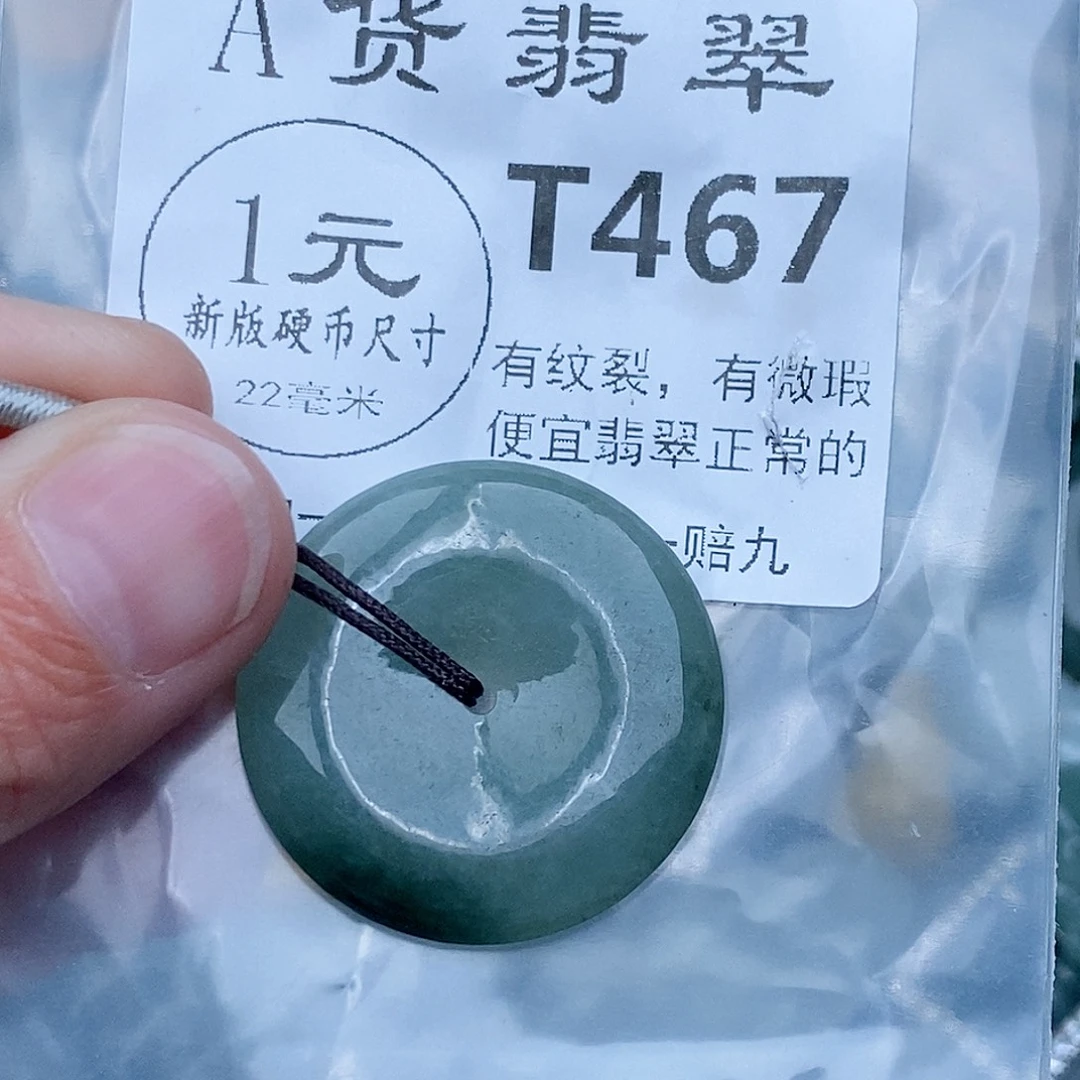 A货翡翠
T467
1元
新版硬币尺寸
22毫米
有纹裂，有微瑕
便宜翡翠正常的
赔九